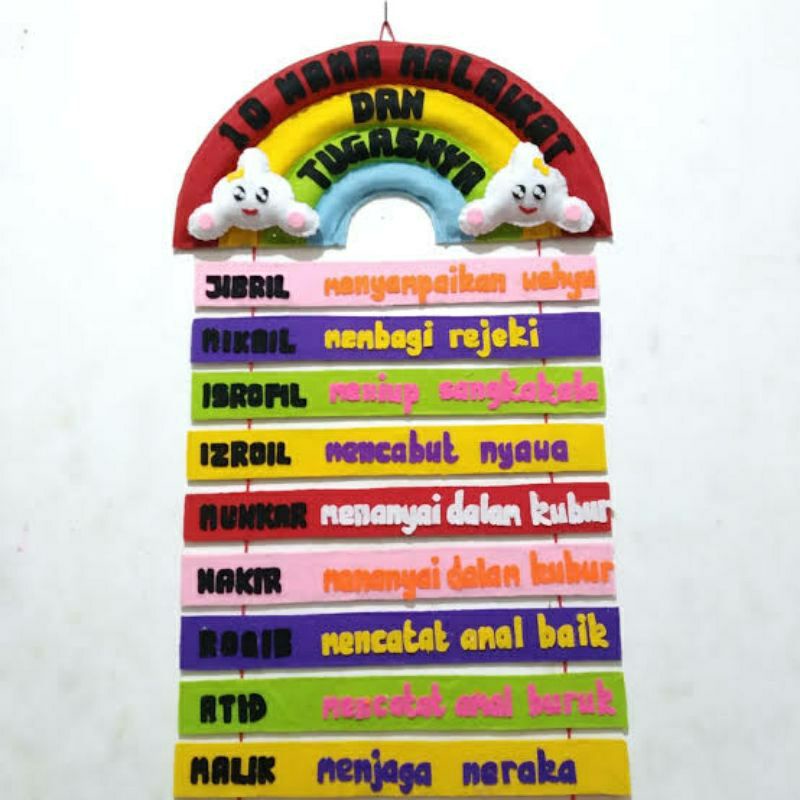 10 NAMA MALAIKAT
DAN
TUGASNYA
JIBRIL menyampaikan wahyu
MIKAIL membagi rejeki
ISROFIL meniup sangkakala
IZROIL mencabut nyawa
MUNKAR menanyai dalam kubur
NAKIR mananyai dalam kubur
ROQIB mencatat amal baik
ATID mencatat amal buruk
MALIK menjaga neraka